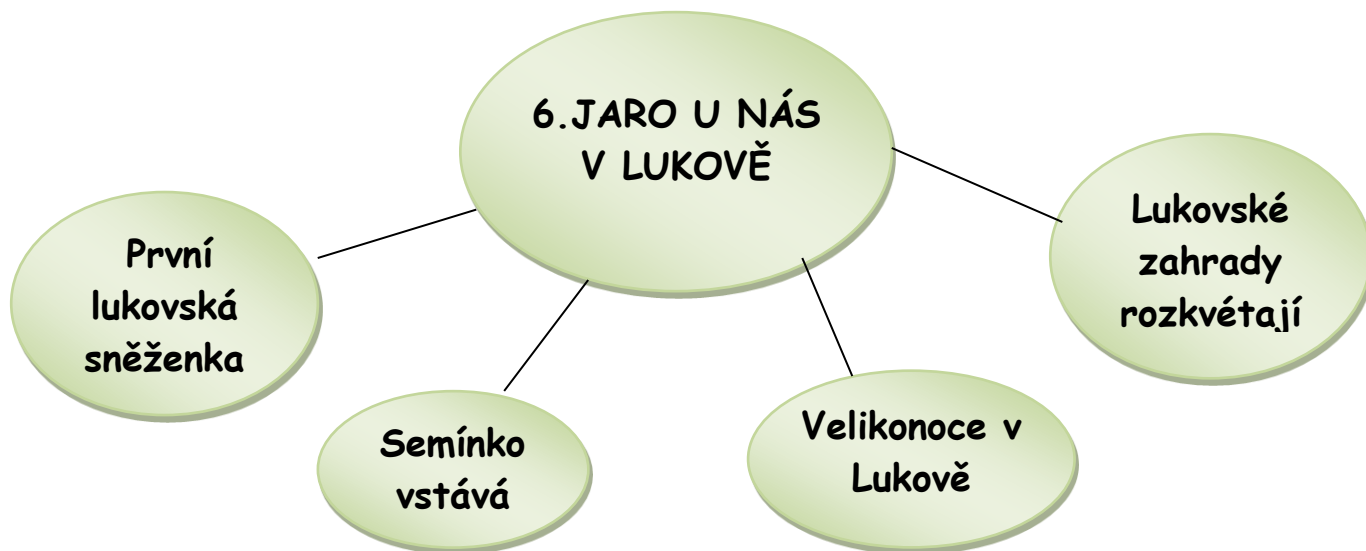 6.JARO U NÁS
V LUKOVĚ
První
lukovská
sněženka
Semínko
vstává
Velikonoce v
Lukově
Lukovské
zahrady
rozkvétají